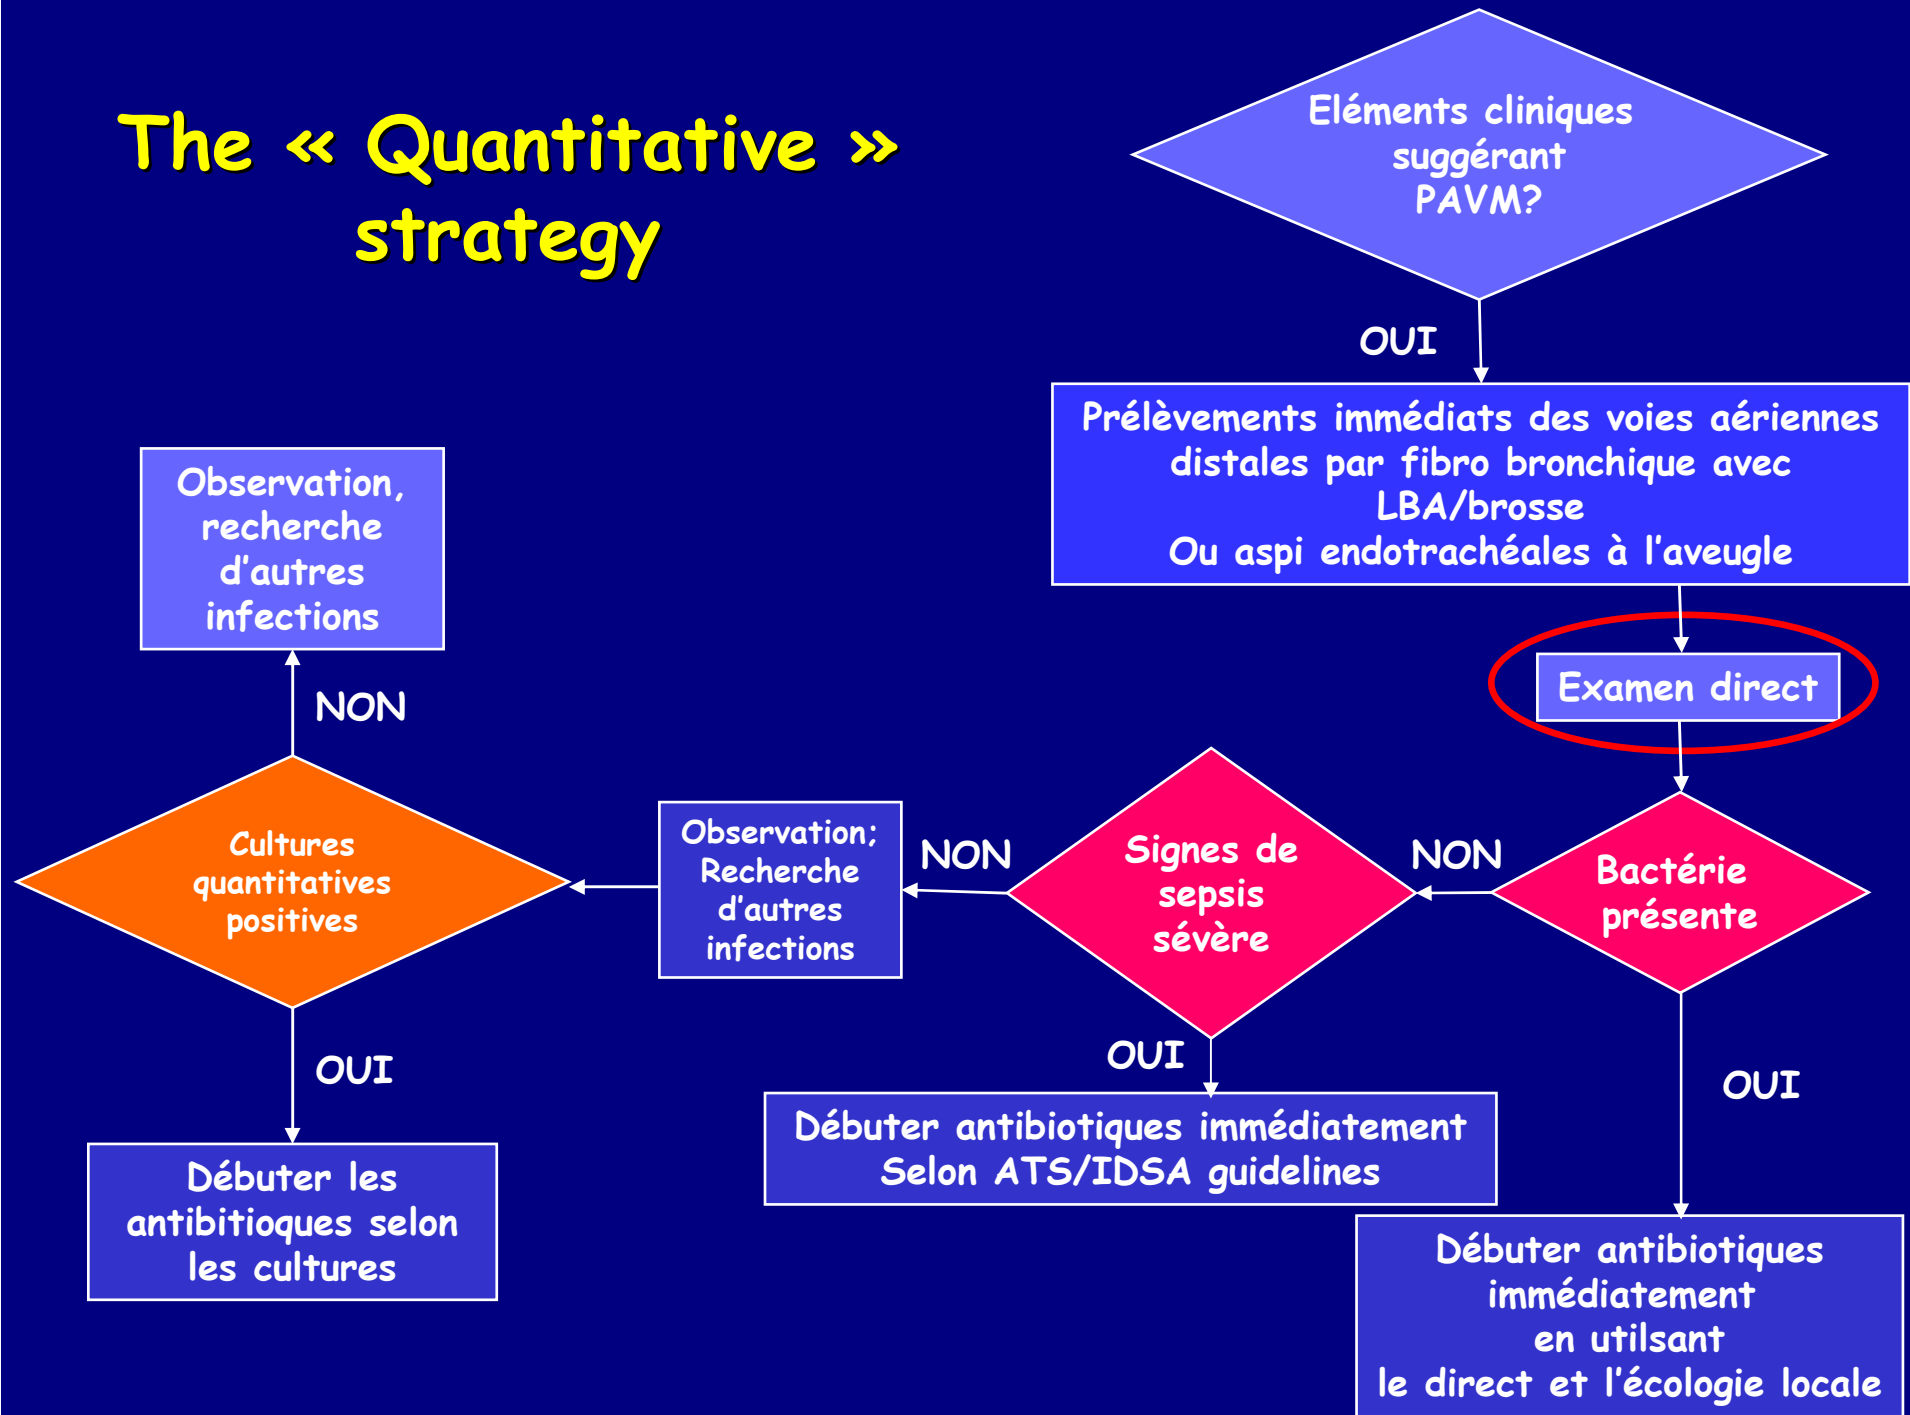 The « Quantitative »
strategy
Eléments cliniques
suggérant
PAVM?
OUI
Prélèvements immédiats des voies aériennes
distales par fibro bronchique avec
LBA/brosse
Ou aspi endotrachéales à l'aveugle
Examen direct
Bactérie
présente
OUI
Débuter antibiotiques
immédiatement
en utilsant
le direct et l'écologie locale
NON
Signes de
sepsis
sévère
OUI
Débuter antibiotiques immédiatement
Selon ATS/IDSA guidelines
NON
Observation;
Recherche
d'autres
infections
Cultures
quantitatives
positives
NON
Observation,
recherche
d'autres
infections
OUI
Débuter les
antibitioques selon
les cultures